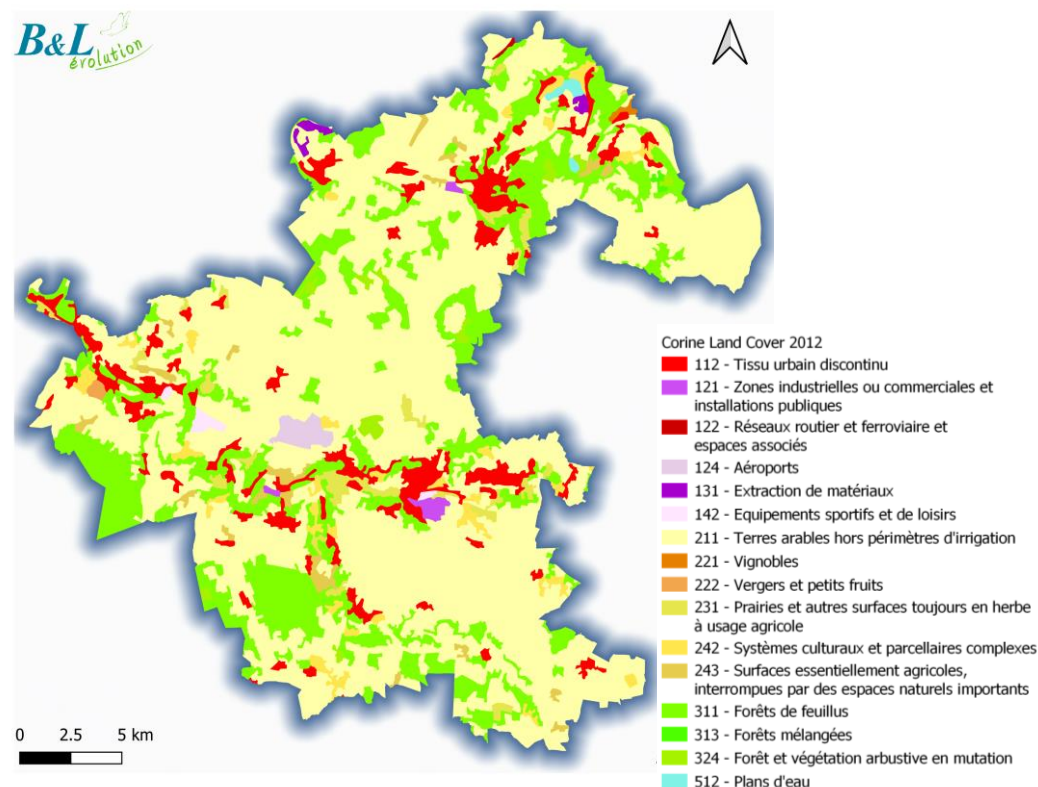 B&L
évolution
Corine Land Cover 2012
112 - Tissu urbain discontinu
121 - Zones industrielles ou commerciales et
installations publiques
122 - Réseaux routier et ferroviaire et
espaces associés
124 - Aéroports
131 - Extraction de matériaux
142 - Equipements sportifs et de loisirs
211 - Terres arables hors périmètres d'irrigation
221 - Vignobles
222 - Vergers et petits fruits
231 - Prairies et autres surfaces toujours en herbe
à usage agricole
242 - Systèmes culturaux et parcellaires complexes
243 - Surfaces essentiellement agricoles,
interrompues par des espaces naturels importants
311 - Forêts de feuillus
313 - Forêts mélangées
324 - Forêt et végétation arbustive en mutation
512 - Plans d'eau
0 2.5 5 km